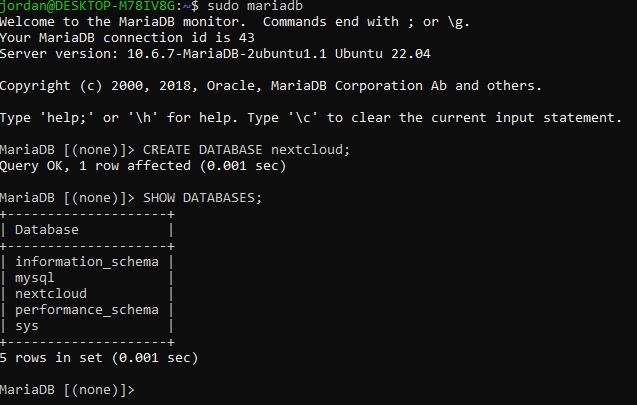 jordan@DESKTOP-M78IV8G:~$ sudo mariadb
Welcome to the MariaDB monitor.  Commands end with ; or \g.
Your MariaDB connection id is 43
Server version: 10.6.7-MariaDB-2ubuntu1.1 Ubuntu 22.04

Copyright (c) 2000, 2018, Oracle, MariaDB Corporation Ab and others.

Type 'help;' or '\h' for help. Type '\c' to clear the current input statement.

MariaDB [(none)]> CREATE DATABASE nextcloud;
Query OK, 1 row affected (0.001 sec)

MariaDB [(none)]> SHOW DATABASES;
+--------------------+
| Database           |
+--------------------+
| information_schema |
| mysql              |
| nextcloud          |
| performance_schema |
| sys                |
+--------------------+
5 rows in set (0.001 sec)

MariaDB [(none)]>